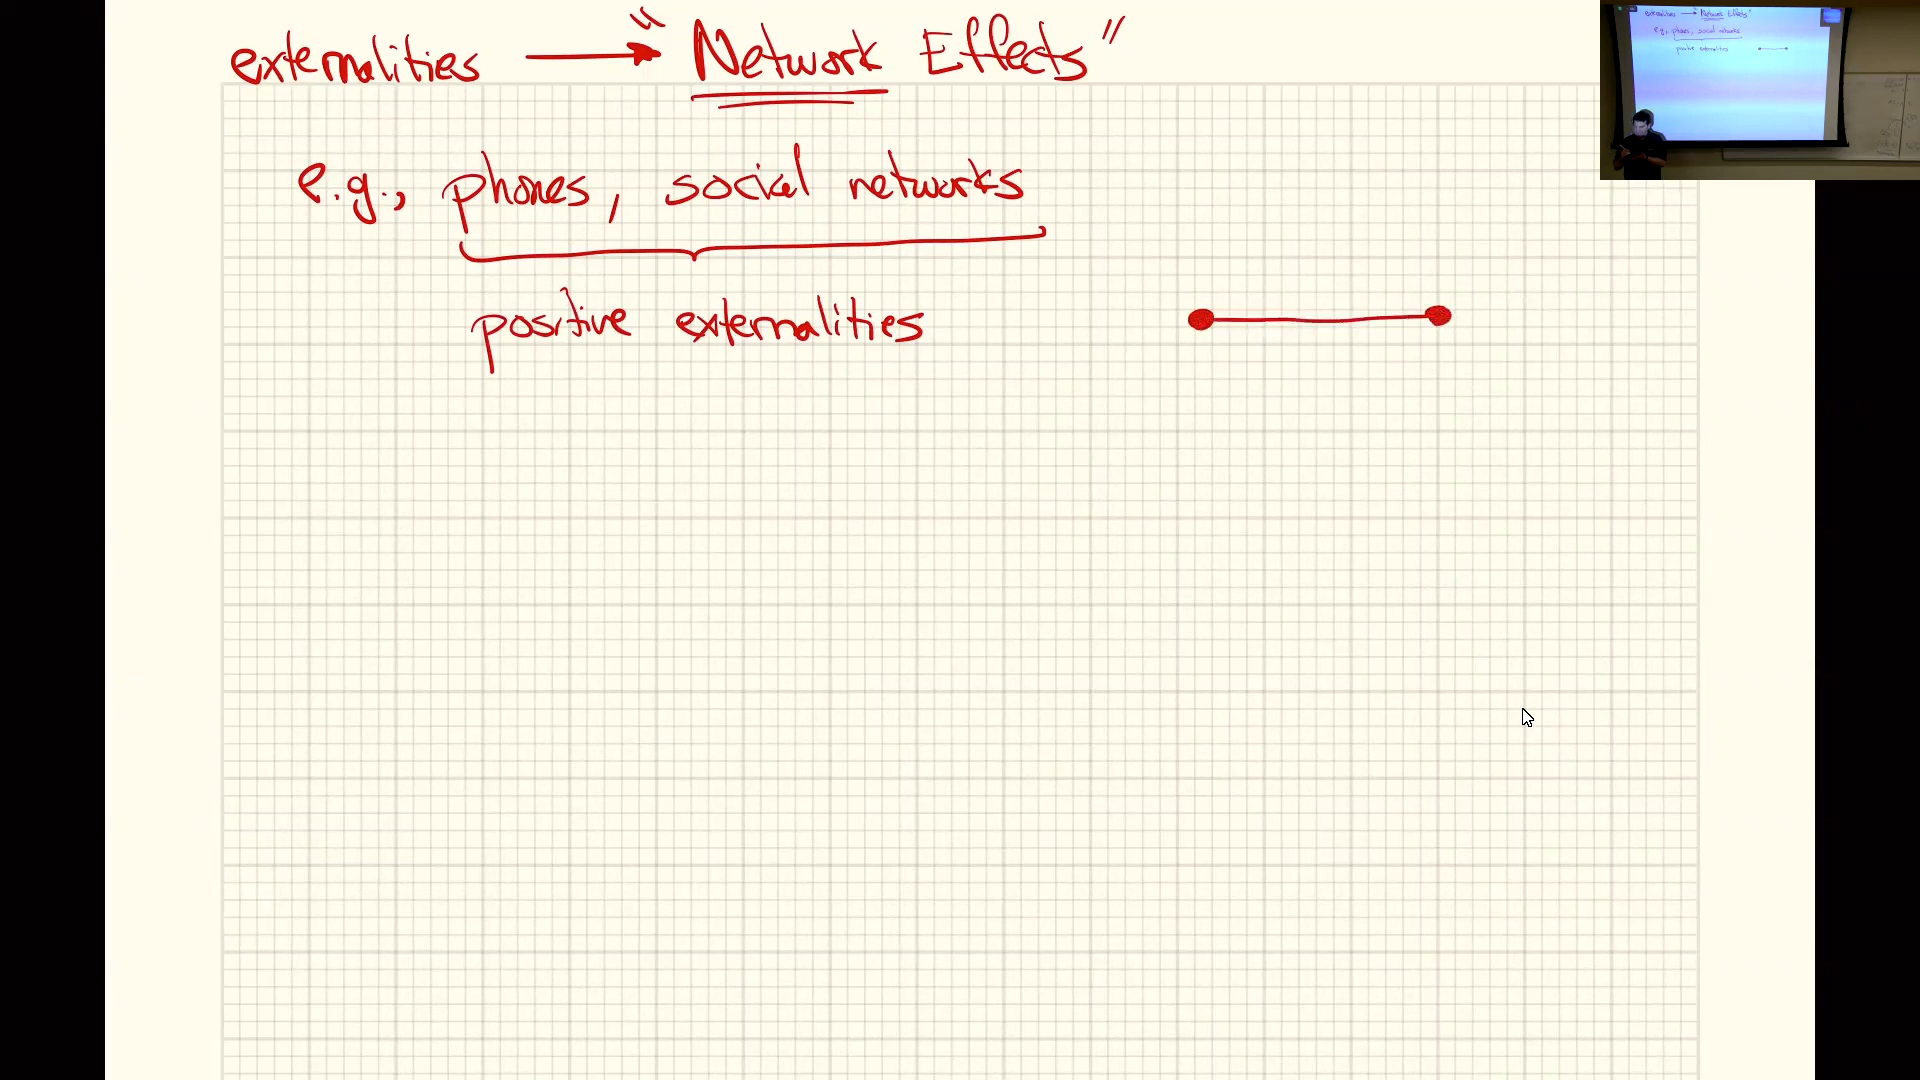 externalities → "Network Effects"
e.g., phones, social networks
positive externalities